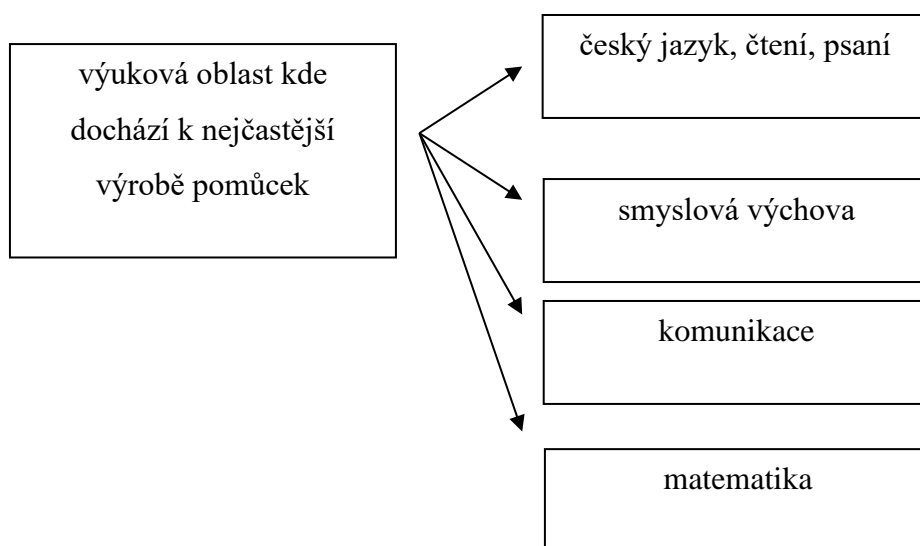 výuková oblast kde
dochází k nejčastější
výrobě pomůcek
český jazyk, čtení, psaní
smyslová výchova
komunikace
matematika